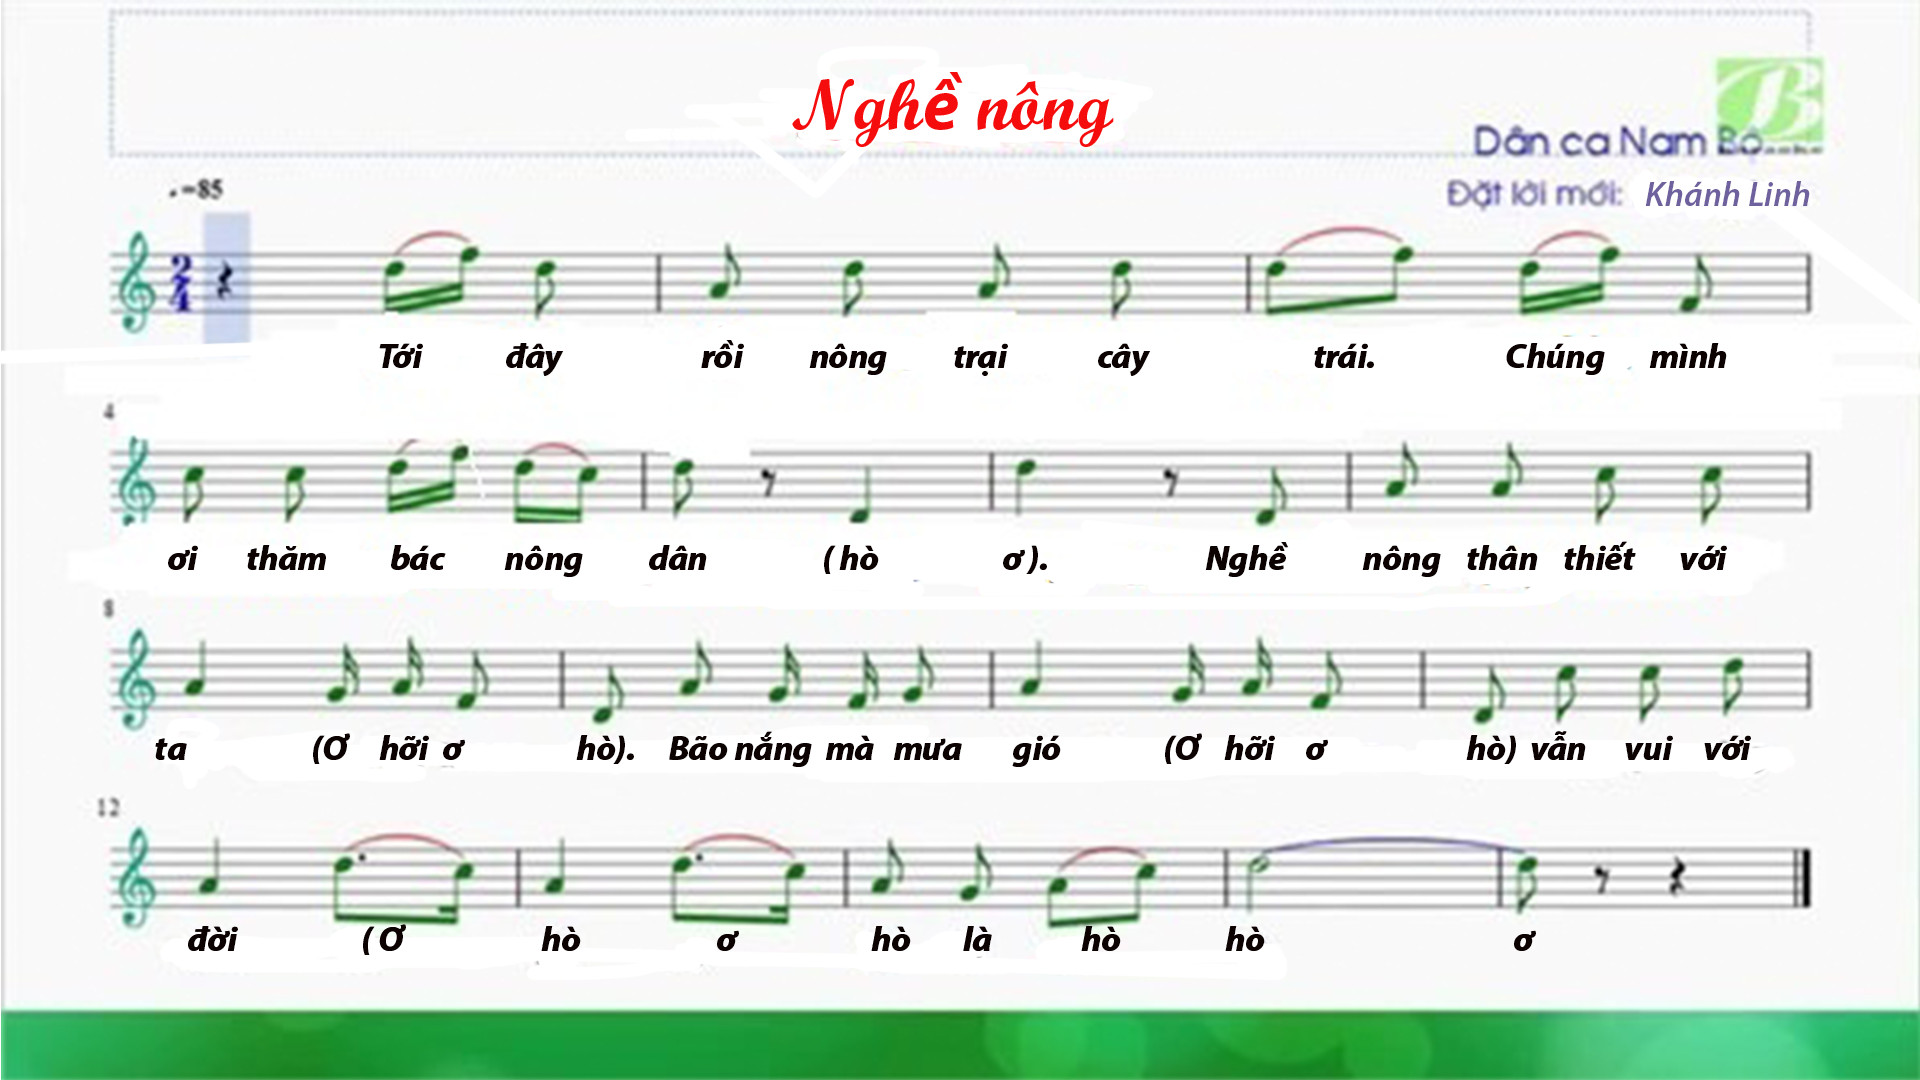 Nghề nông
Dân ca Nam Bộ
=85
Đặt lời mới: Khánh Linh
2
4
Tới đây rồi nông trại cây trái. Chúng mình
4
ơi thăm bác nông dân ( hò ơ ). Nghề nông thân thiết với
8
ta (Ơ hỡi ơ hò). Bão nắng mà mưa gió (Ơ hỡi ơ hò) vẫn vui với
12
đời ( Ơ hò ơ hò là hò hò ơ